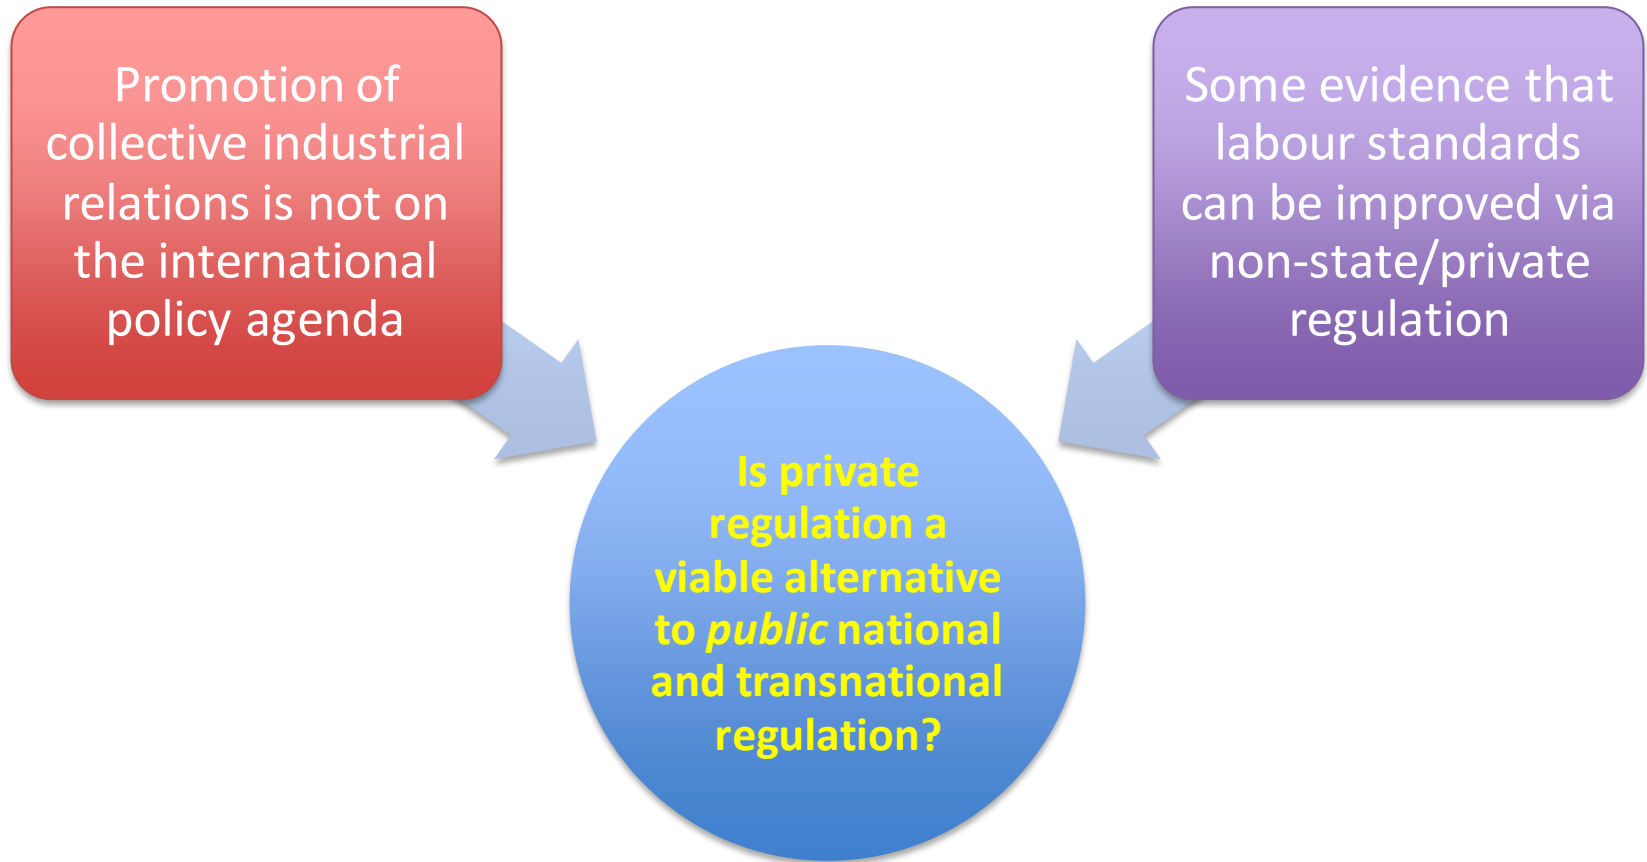 Promotion of
collective industrial
relations is not on
the international
policy agenda
Some evidence that
labour standards
can be improved via
non-state/private
regulation
Is private
regulation a
viable alternative
to public national
and transnational
regulation?